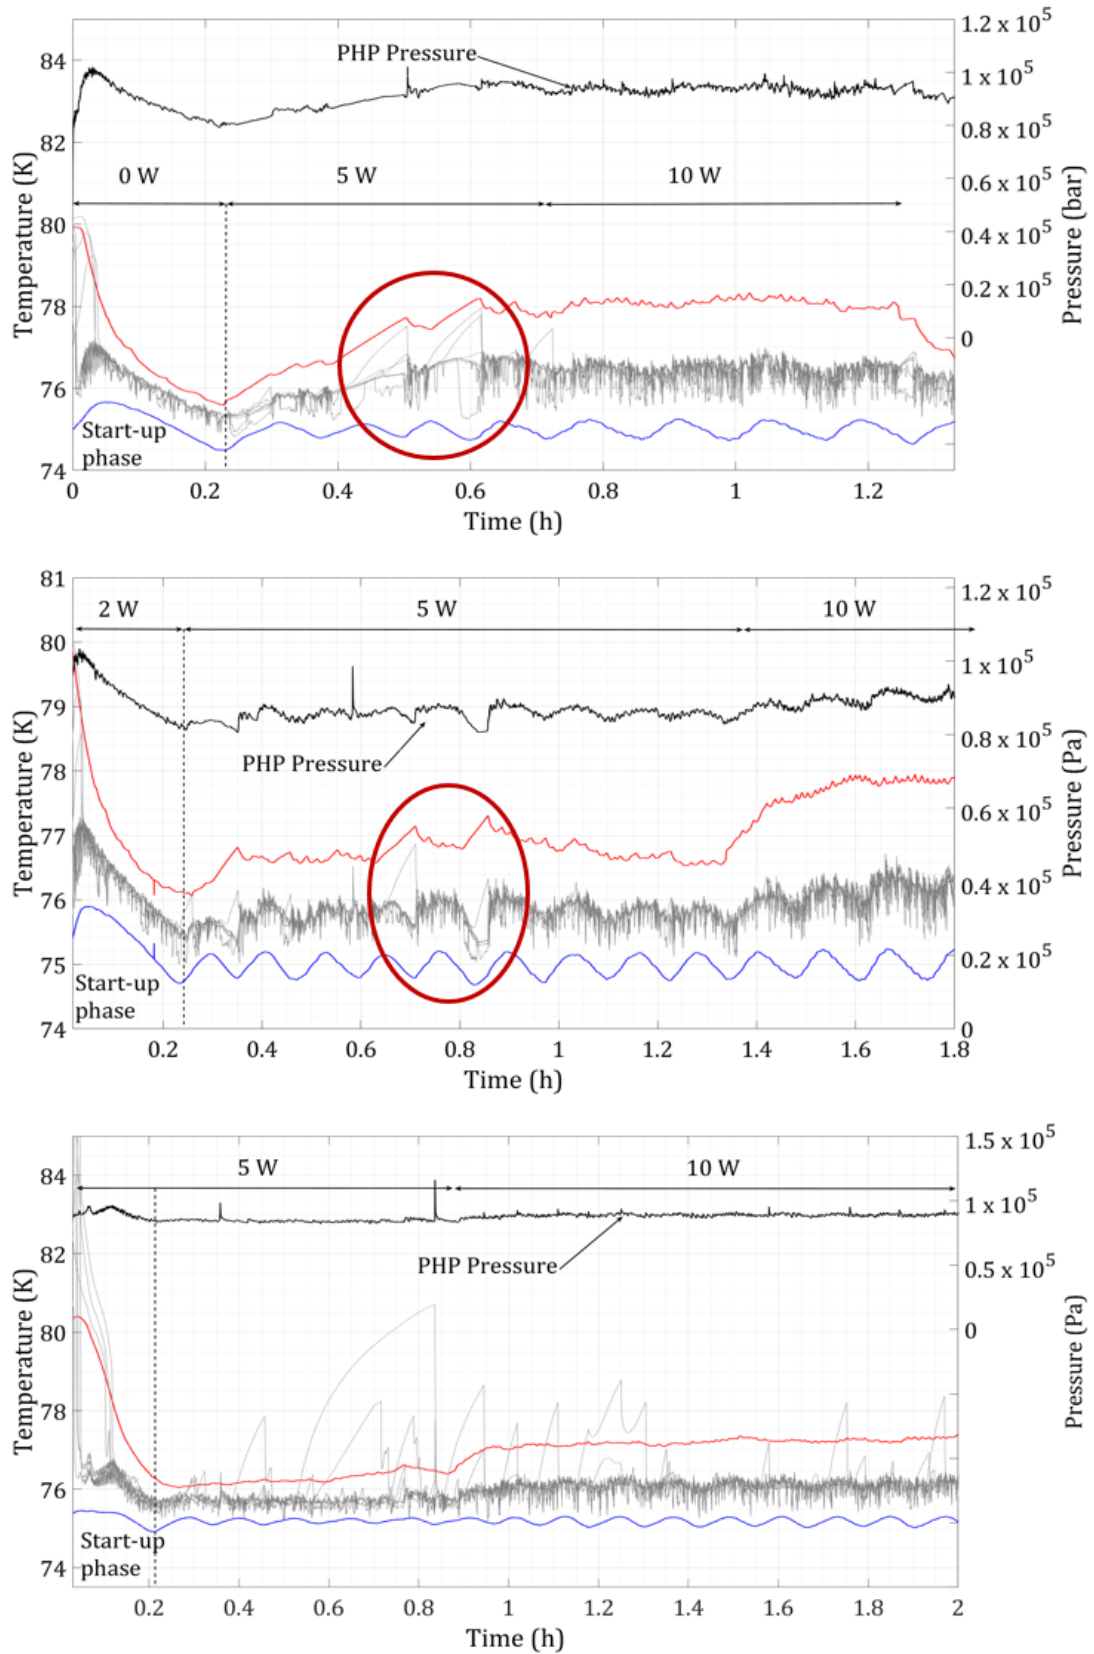 84
82
80
78
76
74
Temperature (K)
PHP Pressure
0 W
5 W
10 W
Start-up
phase
1.2 x 10^5
1 x 10^5
0.8 x 10^5
0.6 x 10^5
0.4 x 10^5
0.2 x 10^5
0
Pressure (bar)
0 0.2 0.4 0.6 0.8 1 1.2
Time (h)
81
80
79
78
77
76
75
74
Temperature (K)
2 W
5 W
10 W
PHP Pressure
Start-up
phase
1.2 x 10^5
1 x 10^5
0.8 x 10^5
0.6 x 10^5
0.4 x 10^5
0.2 x 10^5
0
Pressure (Pa)
0.2 0.4 0.6 0.8 1 1.2 1.4 1.6 1.8
Time (h)
84
82
80
78
76
74
Temperature (K)
5 W
10 W
PHP Pressure
Start-up
phase
1.5 x 10^5
1 x 10^5
0.5 x 10^5
0
Pressure (Pa)
0.2 0.4 0.6 0.8 1 1.2 1.4 1.6 1.8 2
Time (h)